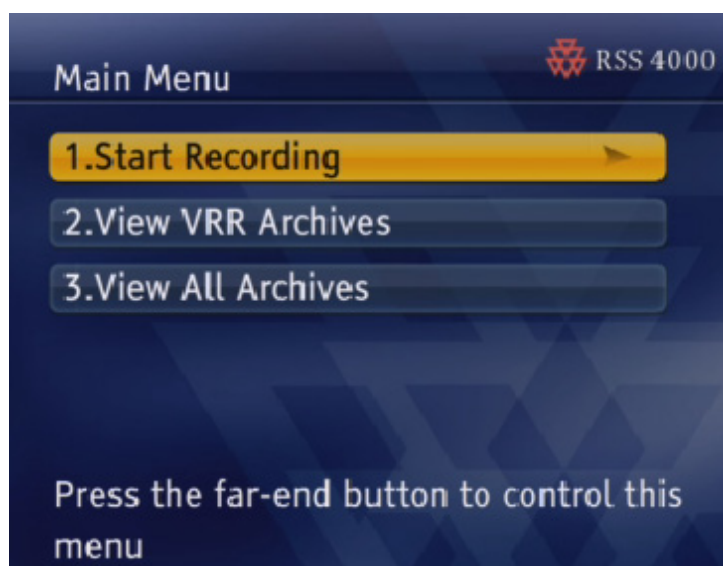 Main Menu
RSS 4000
1.Start Recording
2.View VRR Archives
3.View All Archives
Press the far-end button to control this
menu